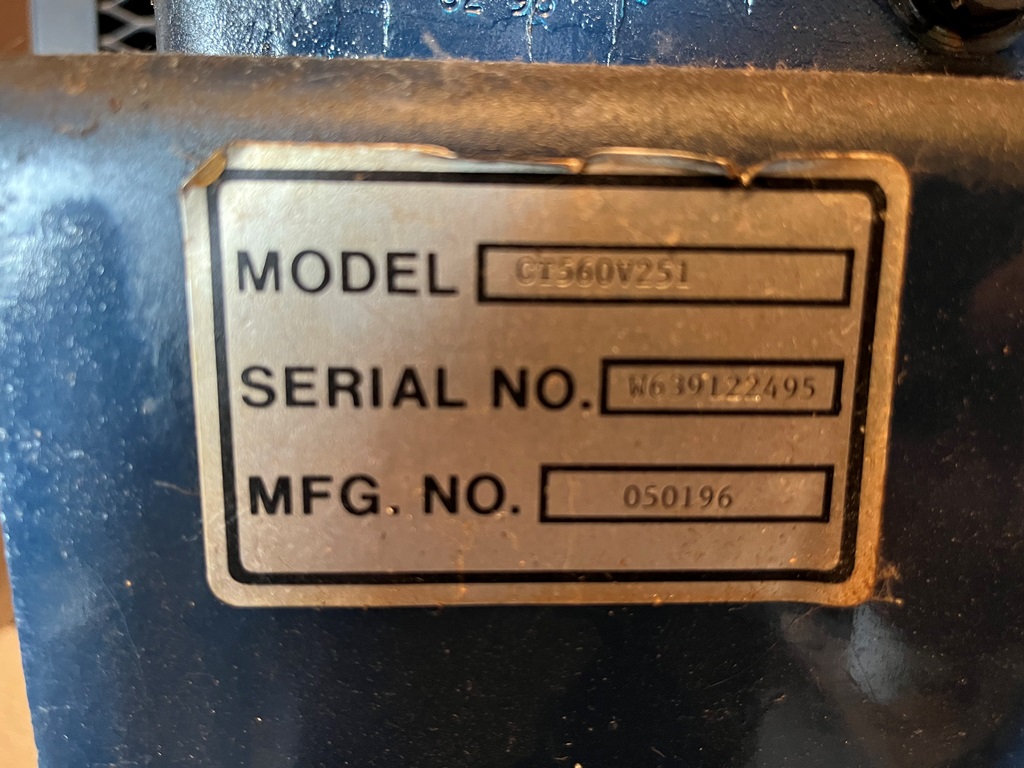 MODEL CT560V251
SERIAL NO. W639122495
MFG. NO. 050196